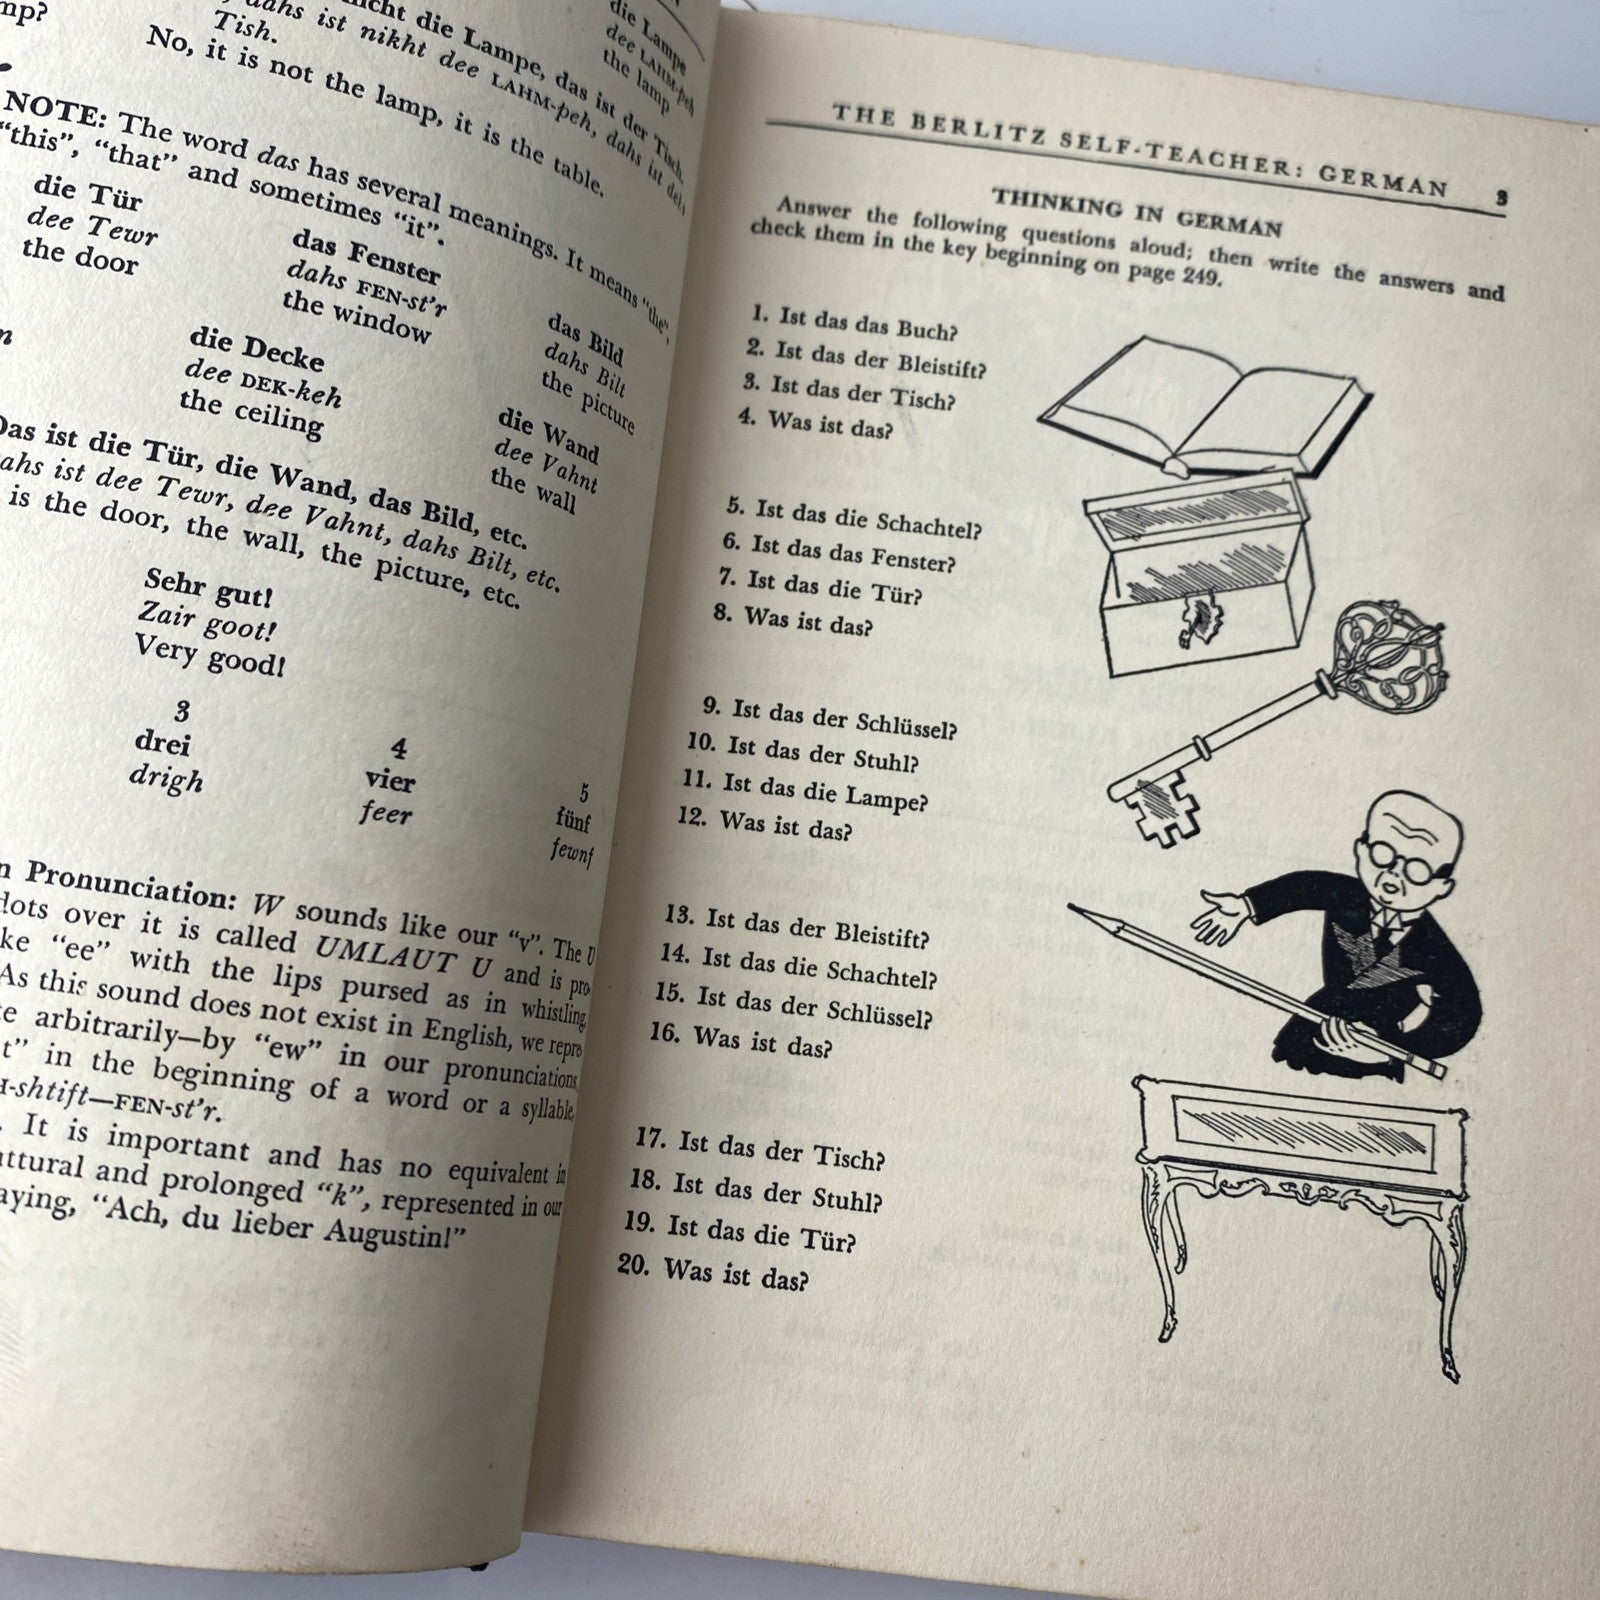 nicht die Lampe, das ist der Tisch.
dahs ist nikht dee LAHM-peh, dahs ist dehr
Tish.
No, it is not the lamp, it is the table.
die Lampe
dee LAHM-peh
the lamp
NOTE: The word das has several meanings. It means "the",
"this", "that" and sometimes "it".
die Tür
dee Tewr
the door
das Fenster
dahs FEN-st'r
the window
das Bild
dahs Bilt
the picture
die Decke
dee DEK-keh
the ceiling
die Wand
dee Vahnt
the wall
Das ist die Tür, die Wand, das Bild, etc.
ahs ist dee Tewr, dee Vahnt, dahs Bilt, etc.
is the door, the wall, the picture, etc.
Sehr gut!
Zair goot!
Very good!
3
drei
drigh
4
vier
feer
5
fünf
fewnf
n Pronunciation: W sounds like our "v". The U
dots over it is called UMLAUT U and is pro-
ke "ee" with the lips pursed as in whistling.
As this sound does not exist in English, we repre-
arbitrarily—by "ew" in our pronunciations.
t" in the beginning of a word or a syllable,
H-shtift—FEN-st'r.
. It is important and has no equivalent in
uttural and prolonged "k", represented in our
aying, "Ach, du lieber Augustin!"
THE BERLITZ SELF-TEACHER: GERMAN 3
THINKING IN GERMAN
Answer the following questions aloud; then write the answers and
check them in the key beginning on page 249.
1. Ist das das Buch?
2. Ist das der Bleistift?
3. Ist das der Tisch?
4. Was ist das?
5. Ist das die Schachtel?
6. Ist das das Fenster?
7. Ist das die Tür?
8. Was ist das?
9. Ist das der Schlüssel?
10. Ist das der Stuhl?
11. Ist das die Lampe?
12. Was ist das?
13. Ist das der Bleistift?
14. Ist das die Schachtel?
15. Ist das der Schlüssel?
16. Was ist das?
17. Ist das der Tisch?
18. Ist das der Stuhl?
19. Ist das die Tür?
20. Was ist das?